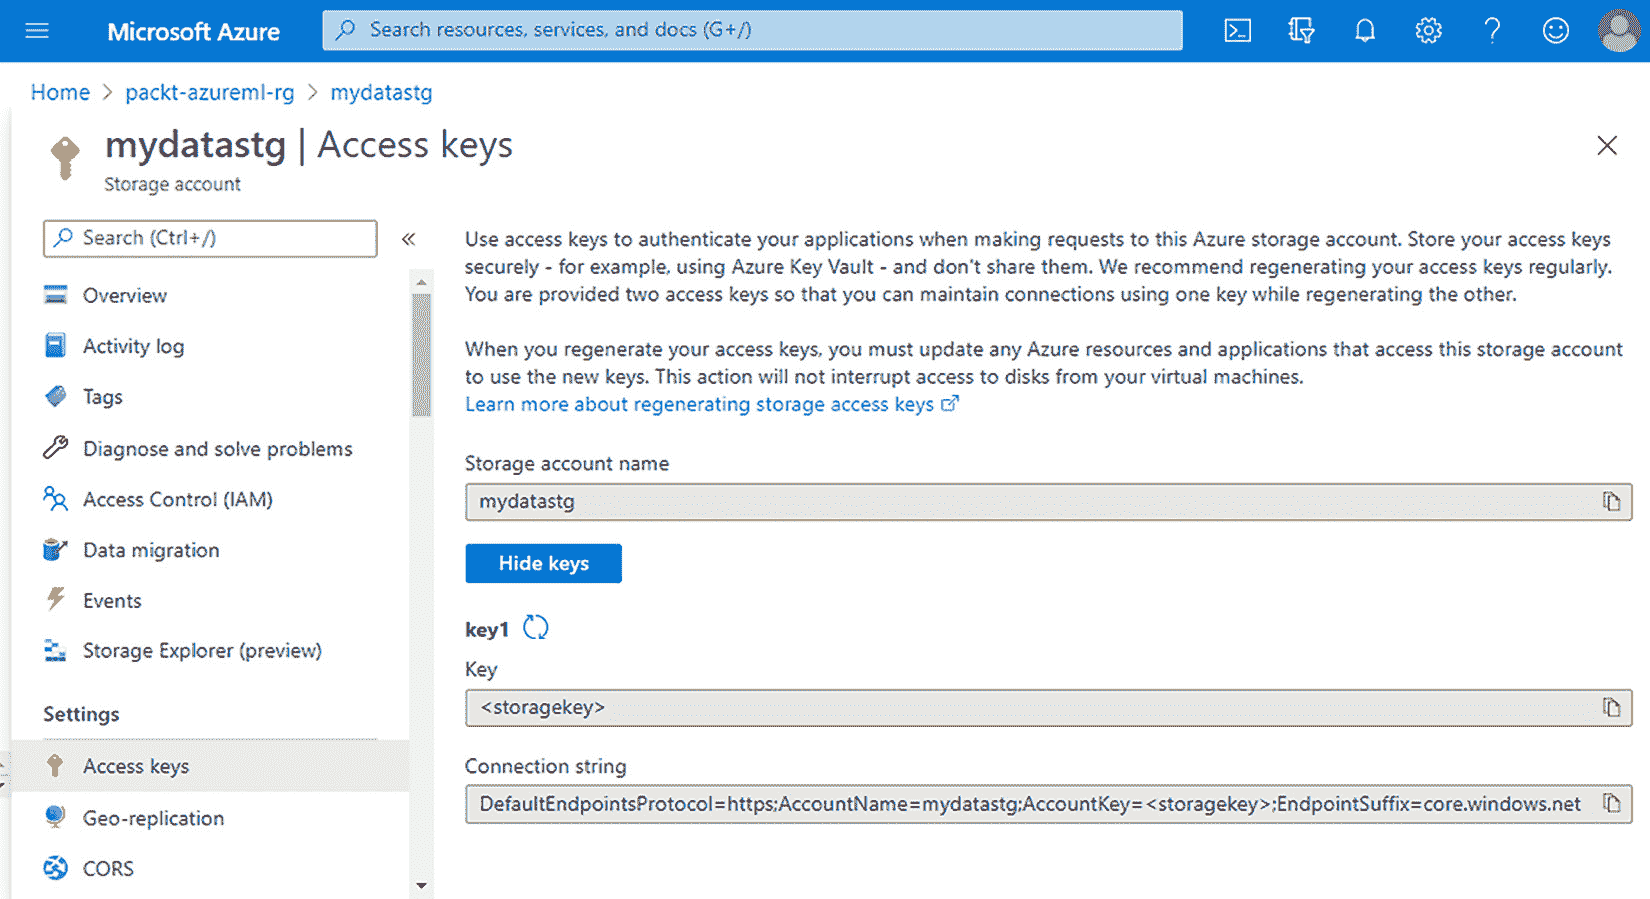 Microsoft Azure
Search resources, services, and docs (G+/)
Home > packt-azureml-rg > mydatastg
mydatastg | Access keys
Storage account
Search (Ctrl+/)
«
Overview
Activity log
Tags
Diagnose and solve problems
Access Control (IAM)
Data migration
Events
Storage Explorer (preview)
Settings
Access keys
Geo-replication
CORS
Use access keys to authenticate your applications when making requests to this Azure storage account. Store your access keys
securely - for example, using Azure Key Vault - and don't share them. We recommend regenerating your access keys regularly.
You are provided two access keys so that you can maintain connections using one key while regenerating the other.
When you regenerate your access keys, you must update any Azure resources and applications that access this storage account
to use the new keys. This action will not interrupt access to disks from your virtual machines.
Learn more about regenerating storage access keys
Storage account name
mydatastg
Hide keys
key1
Key
<storagekey>
Connection string
DefaultEndpointsProtocol=https;AccountName=mydatastg;AccountKey=<storagekey>;EndpointSuffix=core.windows.net